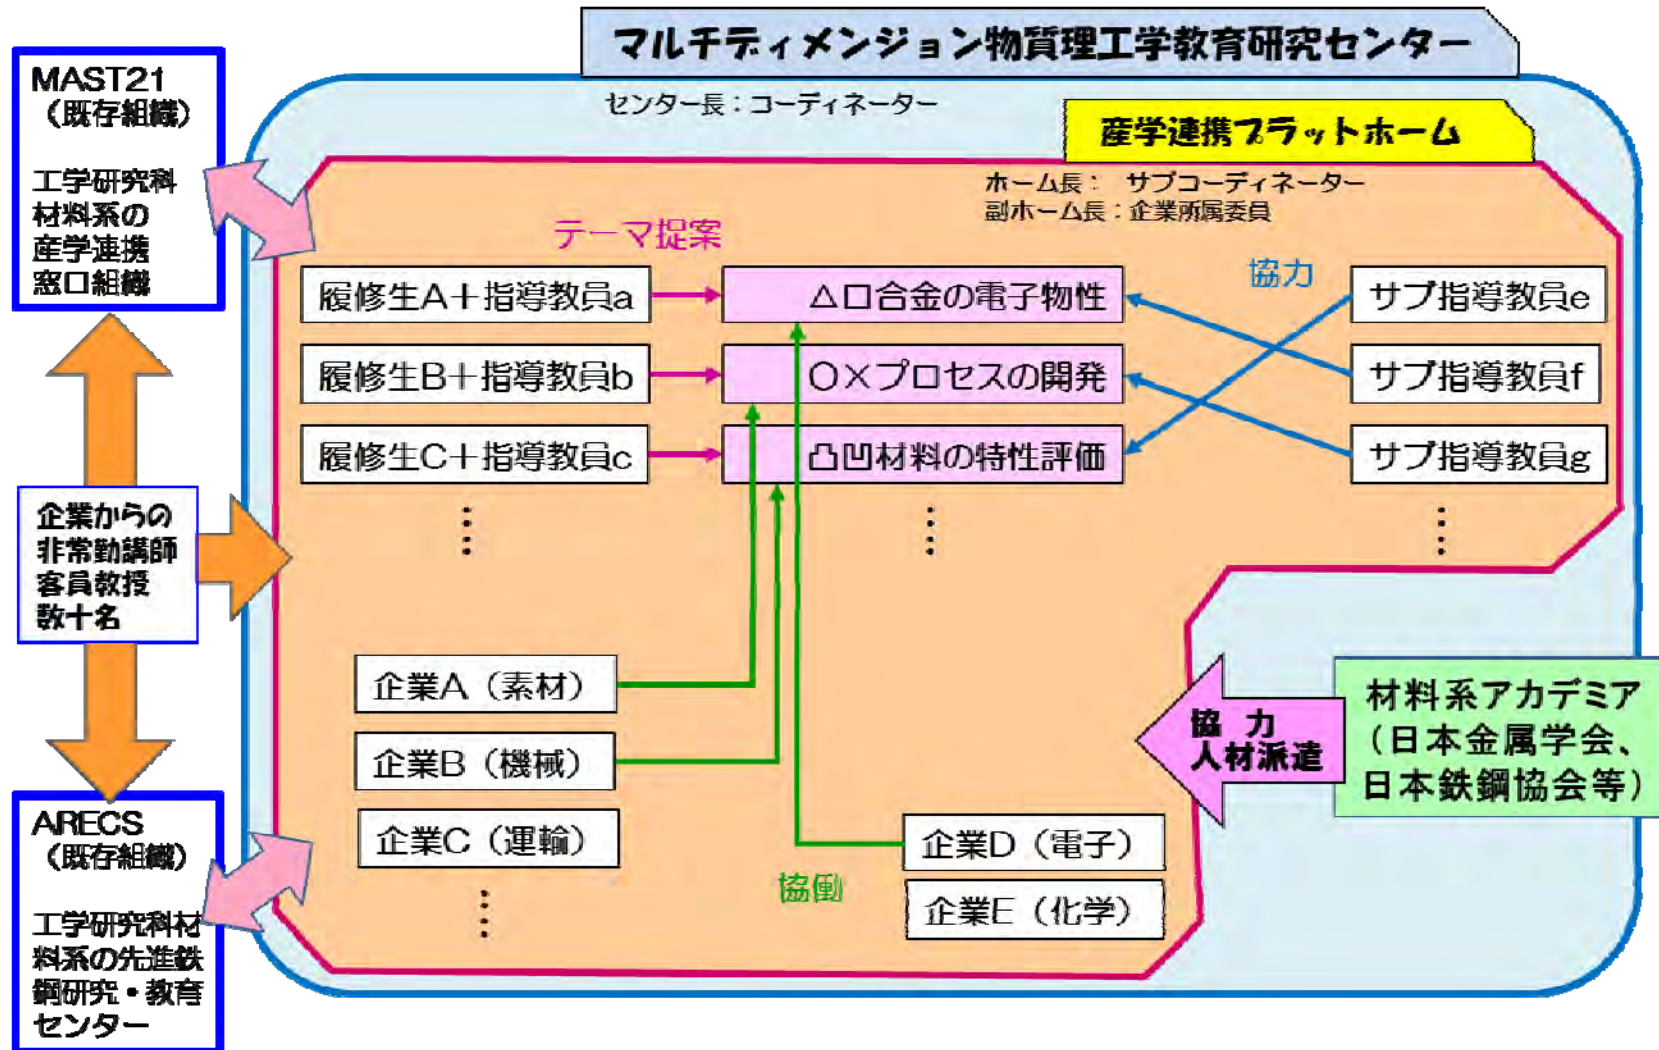 マルチディメンジョン物質理工学教育研究センター
センター長：コーディネーター
産学連携プラットホーム
ホーム長：　サブコーディネーター
副ホーム長：企業所属委員
MAST21
（既存組織）
工学研究科
材料系の
産学連携
窓口組織
テーマ提案
協力
履修生A＋指導教員a
△口合金の電子物性
サブ指導教員e
履修生B＋指導教員b
〇×プロセスの開発
サブ指導教員f
履修生C＋指導教員c
凸凹材料の特性評価
サブ指導教員g
⋮
⋮
⋮
企業からの
非常勤講師
客員教授
数十名
企業A（素材）
企業B（機械）
企業C（運輸）
⋮
企業D（電子）
企業E（化学）
協働
協 力
人材派遣
材料系アカデミア
（日本金属学会、
日本鉄鋼協会等）
ARECS
（既存組織）
工学研究科材
料系の先進鉄
鋼研究・教育
センター